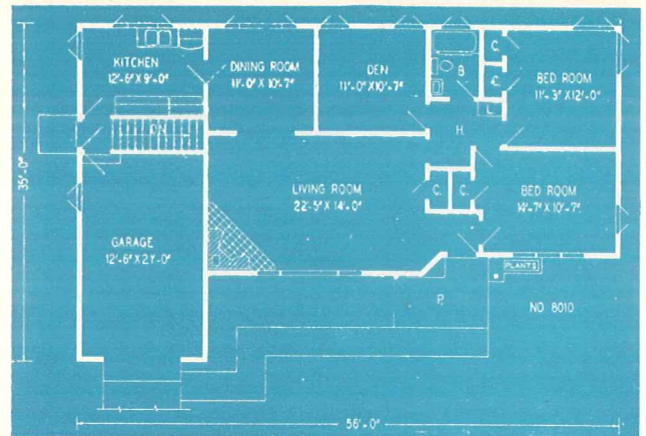 KITCHEN
12'-6" X 9'-0"
DINING ROOM
11'-0" X 10'-7"
DEN
11'-0" X 10'-7"
B.
C.
C.
BED ROOM
11'-3" X 12'-0"
DN.
H.
L.
35'-0"
LIVING ROOM
22'-5" X 14'-0"
C.
C.
BED ROOM
14'-7" X 10'-7"
GARAGE
12'-6" X 21'-0"
PLANTS
P.
NO 8010
56'-0"